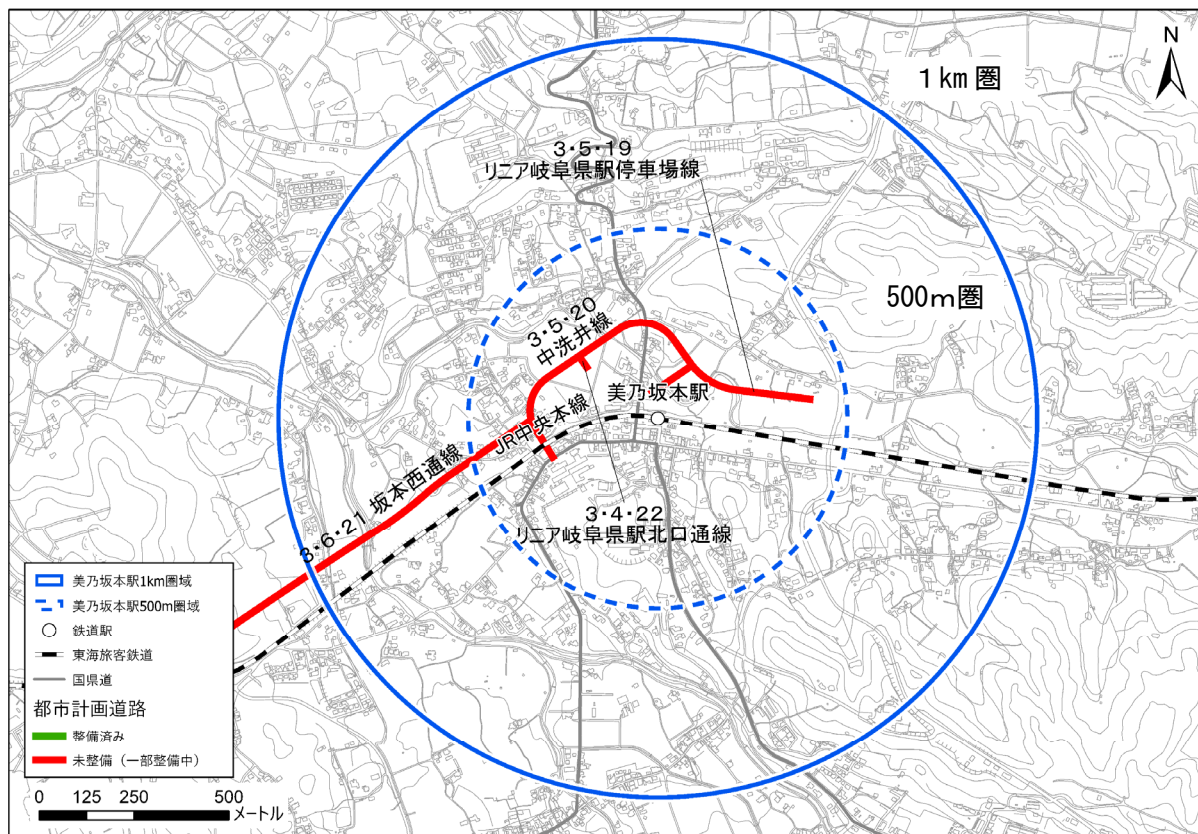 N
1km圏
3・5・19
リニア岐阜県駅停車場線
500m圏
3・5・20
中洗井線
美乃坂本駅
JR中央本線
3・6・21 坂本西通線
3・4・22
リニア岐阜県駅北口通線
美乃坂本駅1km圏域
美乃坂本駅500m圏域
鉄道駅
東海旅客鉄道
国県道
都市計画道路
整備済み
未整備（一部整備中）
0 125 250 500
メートル